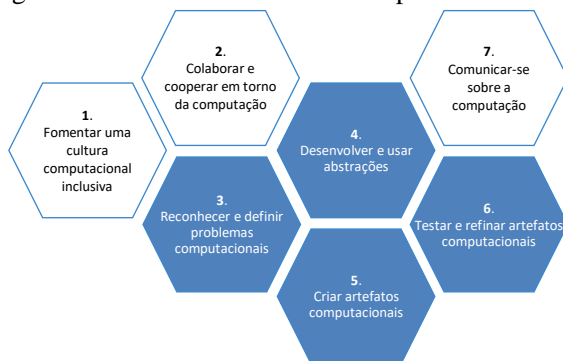 1.
Fomentar uma
cultura
computacional
inclusiva
2.
Colaborar e
cooperar em torno
da computação
3.
Reconhecer e definir
problemas
computacionais
4.
Desenvolver e usar
abstrações
5.
Criar artefatos
computacionais
6.
Testar e refinar artefatos
computacionais
7.
Comunicar-se
sobre a
computação